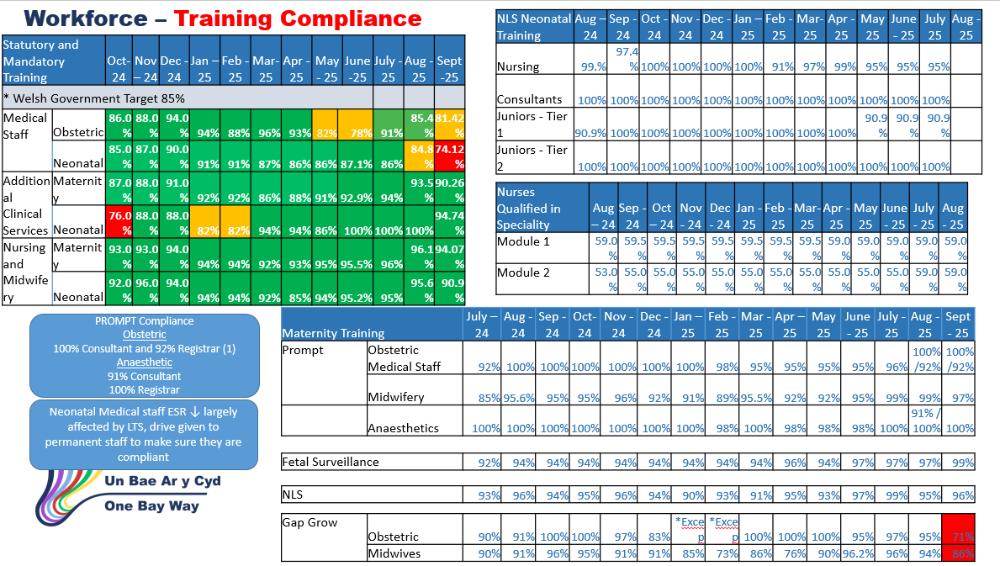 Workforce – Training Compliance
Statutory and Mandatory Training Oct-24 Nov – 24 Dec - 24 Jan – 25 Feb - 25 Mar- 25 Apr - 25 May - 25 June -25 July - 25 Aug - 25 Sept -25
* Welsh Government Target 85%
Medical Staff Obstetric 86.0% 88.0% 94.0% 94% 88% 96% 93% 82% 78% 91% 85.4% 81.42%
Neonatal 85.0% 87.0% 90.0% 91% 91% 87% 86% 86% 87.1% 86% 84.8% 74.12%
Additional Clinical Services Maternity 87.0% 88.0% 91.0% 92% 92% 86% 88% 91% 92.9% 94% 93.5% 90.26%
Neonatal 76.0% 88.0% 88.0% 82% 82% 94% 94% 86% 100% 100% 100% 94.74%
Nursing and Midwifery Maternity 93.0% 93.0% 94.0% 94% 94% 92% 93% 95% 95.5% 96% 96.1% 94.07%
Neonatal 92.0% 96.0% 94.0% 94% 94% 92% 85% 94% 95.2% 95% 95.6% 90.9%
PROMPT Compliance
Obstetric
100% Consultant and 92% Registrar (1)
Anaesthetic
91% Consultant
100% Registrar
Neonatal Medical staff ESR ↓ largely
affected by LTS, drive given to
permanent staff to make sure they are
compliant
Un Bae Ar y Cyd
One Bay Way
NLS Neonatal Training Aug – 24 Sep - 24 Oct - 24 Nov - 24 Dec - 24 Jan – 25 Feb - 25 Mar- 25 Apr - 25 May - 25 June - 25 July 25 Aug - 25
Nursing 99.% 97.4% 100% 100% 100% 100% 91% 97% 99% 95% 95% 95%
Consultants 100% 100% 100% 100% 100% 100% 100% 100% 100% 100% 100% 100%
Juniors - Tier 1 90.9% 100% 100% 100% 100% 100% 100% 100% 100% 90.9% 90.9% 90.9%
Juniors - Tier 2 100% 100% 100% 100% 100% 100% 100% 100% 100% 100% 100% 100%
Nurses Qualified in Speciality Aug – 24 Sep - 24 Oct – 24 Nov - 24 Dec - 24 Jan - 25 Feb - 25 Mar- 25 Apr - 25 May - 25 June - 25 July - 25 Aug - 25
Module 1 59.0% 59.5% 59.5% 59.5% 59.5% 59.5% 59.5% 59.5% 59.0% 59.0% 59.0% 59.0% 59.0%
Module 2 53.0% 55.0% 55.0% 55.0% 55.0% 55.0% 55.0% 55.0% 55.0% 55.0% 55.0% 59.0% 59.0%
Maternity Training July – 24 Aug - 24 Sep - 24 Oct- 24 Nov - 24 Dec - 24 Jan – 25 Feb - 25 Mar - 25 Apr – 25 May 25 June - 25 July - 25 Aug - 25 Sept - 25
Prompt Obstetric Medical Staff 92% 100% 100% 100% 100% 100% 100% 98% 95% 95% 95% 95% 96% 100% /92% 100% /92%
Midwifery 85% 95.6% 95% 95% 96% 92% 91% 89% 95.5% 92% 92% 95% 99% 99% 97%
Anaesthetics 100% 100% 100% 100% 100% 100% 100% 98% 100% 98% 98% 98% 100% 91% / 100% 100%
Fetal Surveillance 92% 94% 94% 94% 94% 94% 94% 94% 94% 96% 94% 97% 97% 97% 99%
NLS 93% 96% 94% 95% 96% 94% 90% 93% 91% 95% 93% 97% 99% 95% 96%
Gap Grow Obstetric 90% 91% 100% 100% 97% 83% *Excep *Excep 100% 100% 100% 95% 97% 95% 71%
Midwives 90% 91% 96% 95% 91% 91% 85% 73% 86% 76% 90% 96.2% 96% 94%